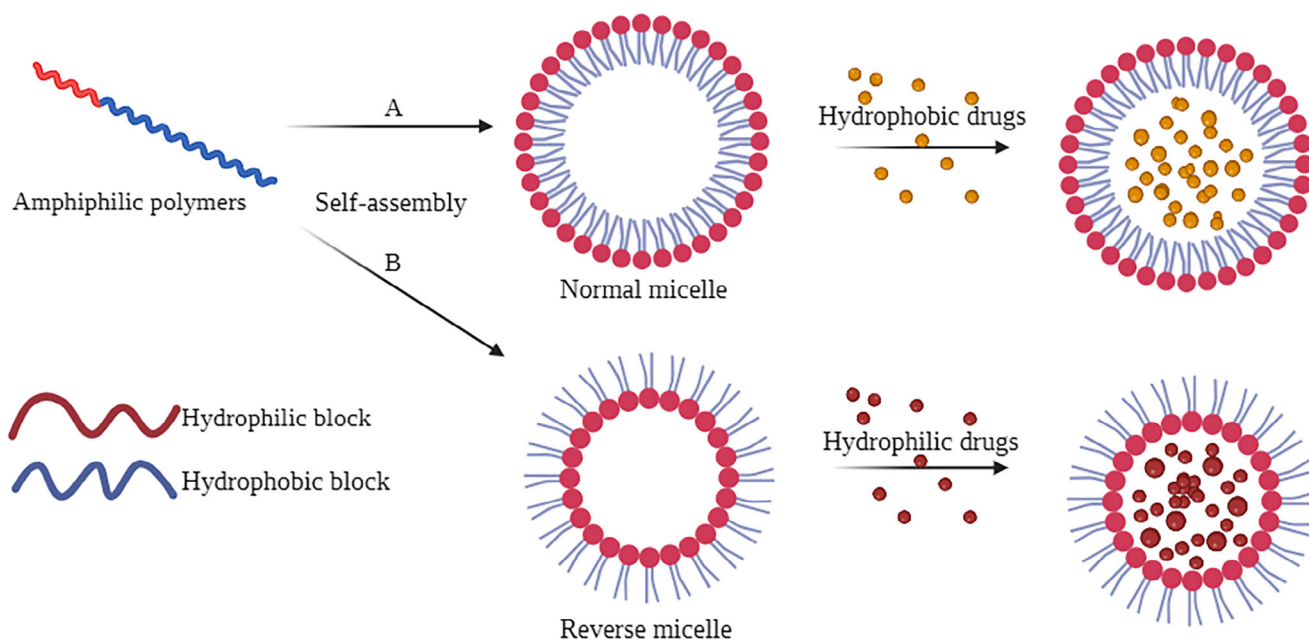 A
Hydrophobic drugs
Amphiphilic polymers
Self-assembly
B
Normal micelle
Hydrophilic block
Hydrophilic drugs
Hydrophobic block
Reverse micelle